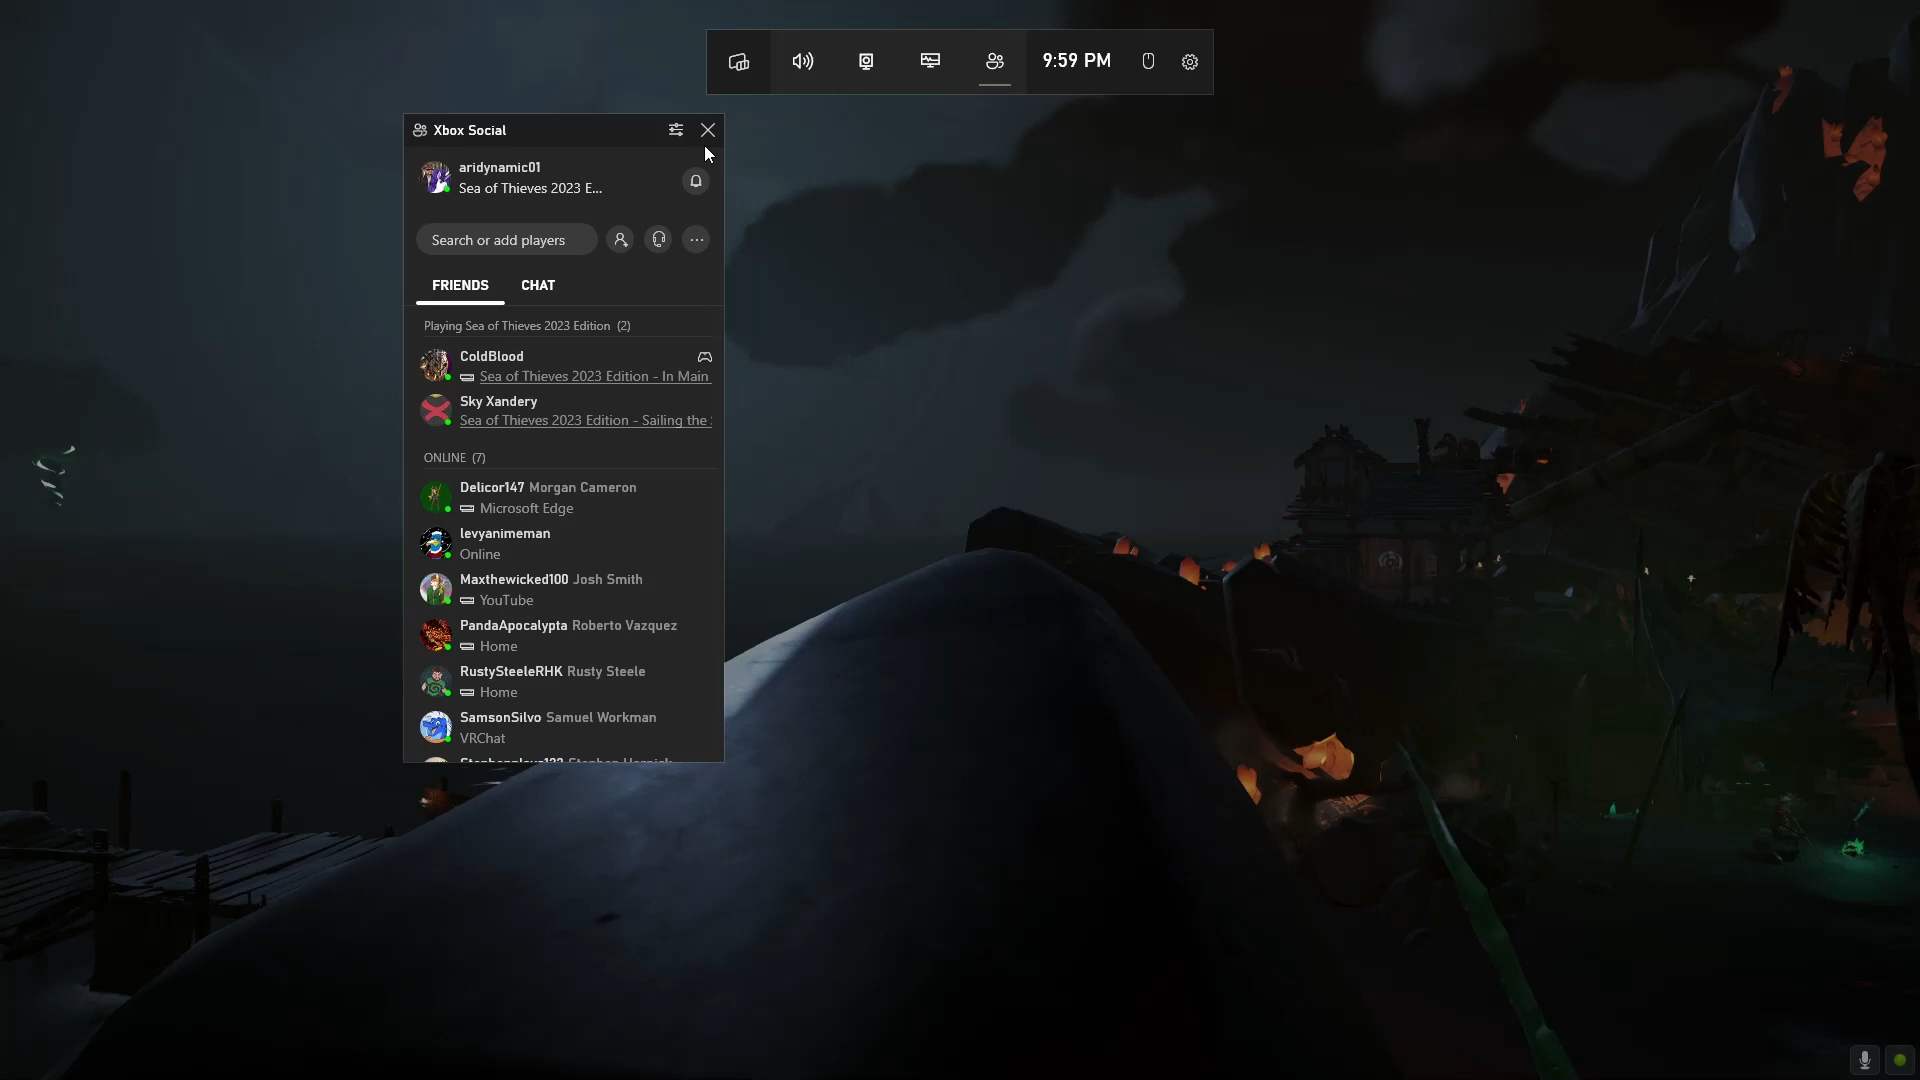 9:59 PM
Xbox Social
aridynamic01
Sea of Thieves 2023 E...
Search or add players
FRIENDS CHAT
Playing Sea of Thieves 2023 Edition (2)
ColdBlood
Sea of Thieves 2023 Edition - In Main
Sky Xandery
Sea of Thieves 2023 Edition - Sailing the
ONLINE (7)
Delicor147 Morgan Cameron
Microsoft Edge
levyanimeman
Online
Maxthewicked100 Josh Smith
YouTube
PandaApocalypta Roberto Vazquez
Home
RustySteeleRHK Rusty Steele
Home
SamsonSilvo Samuel Workman
VRChat